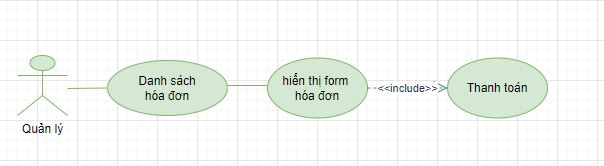 Danh sách
hóa đơn
hiển thị form
hóa đơn
<<include>>
Thanh toán
Quản lý